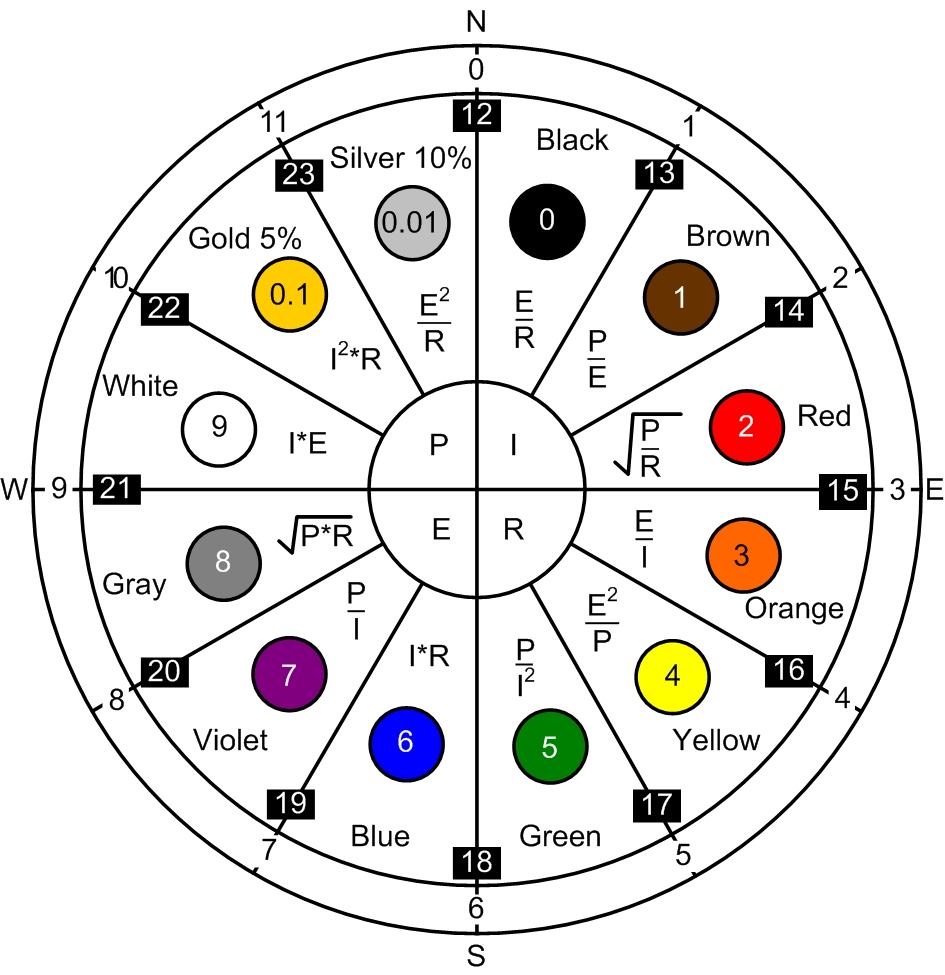 N
0
12
11
1
23
Silver 10%
Black
13
0.01
0
Gold 5%
Brown
10
2
22
0.1
1
14
E²/R
E/R
I²*R
P/E
White
Red
9
I*E
√(P/R)
2
P
I
W
9
21
15
3
E
E
R
√(P*R)
E/I
8
3
Gray
Orange
P/I
E²/P
20
7
I*R
P/I²
4
16
8
4
Violet
6
5
Yellow
19
17
7
Blue
Green
5
18
6
S